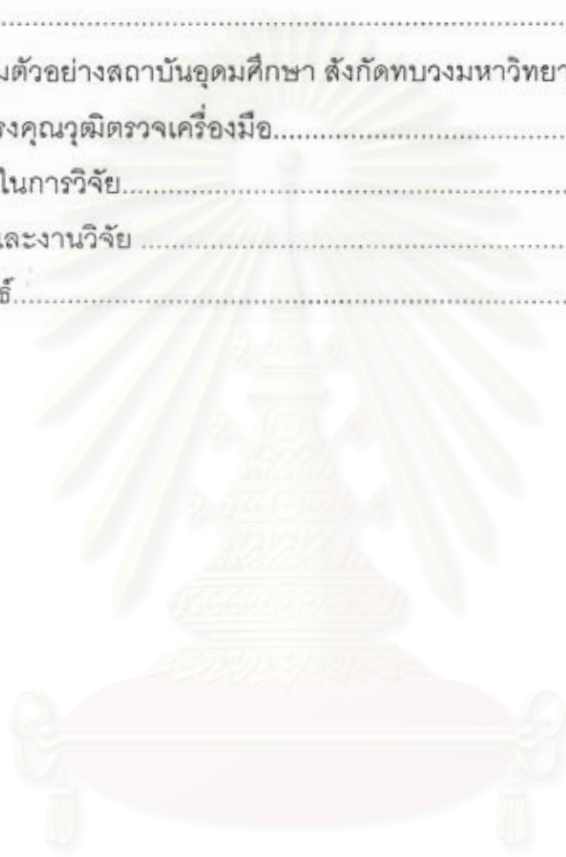 มตัวอย่างสถาบันอุดมศึกษา สังกัดทบวงมหาวิทยา
รงคุณวุฒิตรวจเครื่องมือ
ในการวิจัย
และงานวิจัย
ธ์